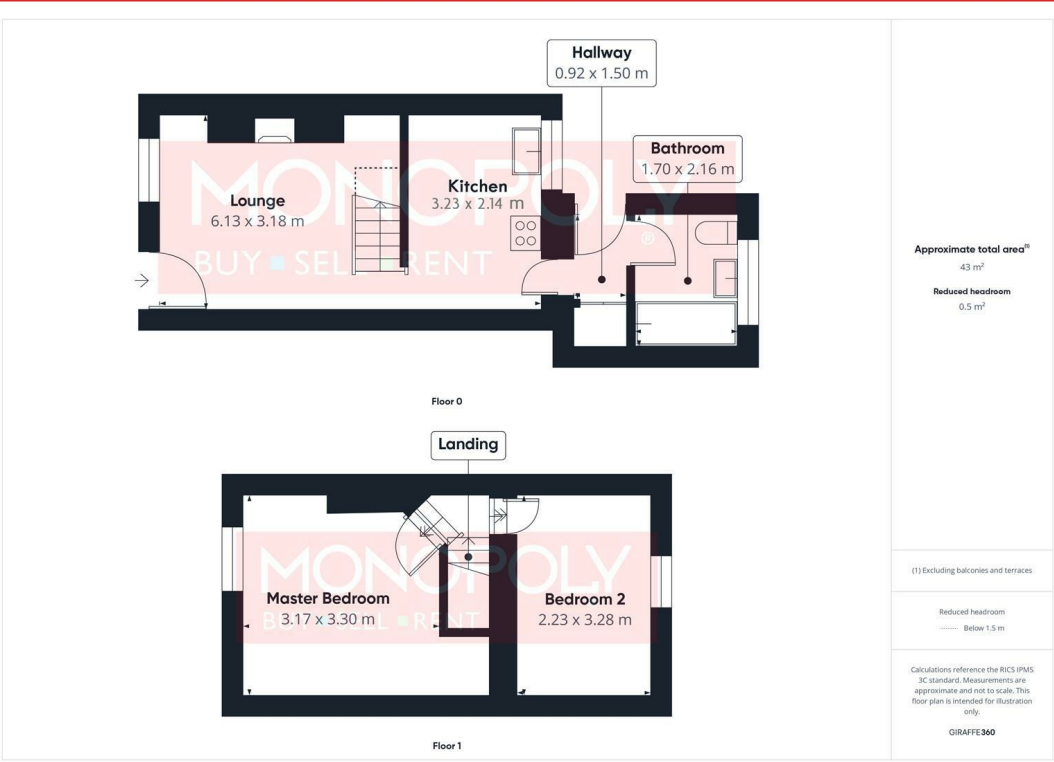 Hallway
0.92 x 1.50 m
Bathroom
1.70 x 2.16 m
MONOPOLY
®
BUY SELL RENT
Lounge
6.13 x 3.18 m
Kitchen
3.23 x 2.14 m
Floor 0
Landing
MONOPOLY
BUY SELL RENT
Master Bedroom
3.17 x 3.30 m
Bedroom 2
2.23 x 3.28 m
Floor 1
Approximate total area(1)
43 m²
Reduced headroom
0.5 m²
(1) Excluding balconies and terraces
Reduced headroom
Below 1.5 m
Calculations reference the RICS IPMS
3C standard. Measurements are
approximate and not to scale. This
floor plan is intended for illustration
only.
GIRAFFE360